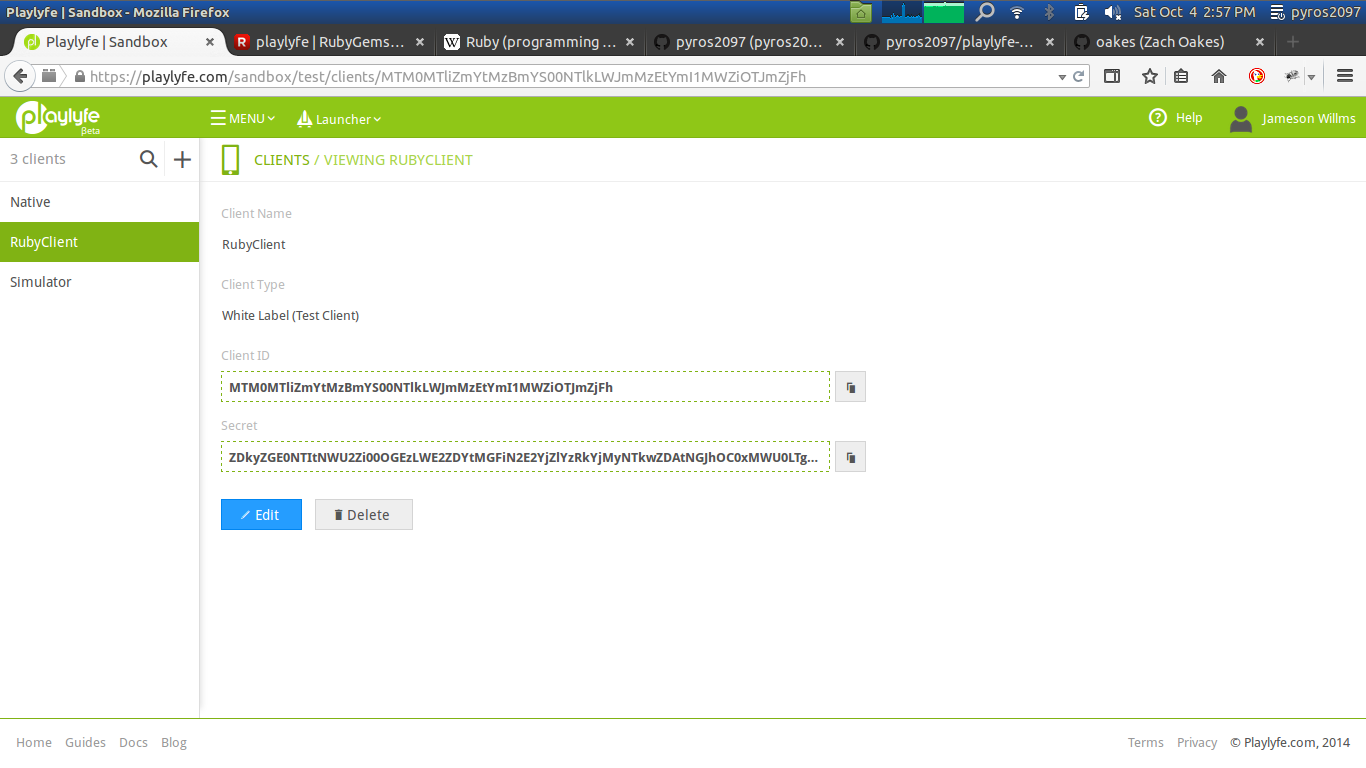 Playlyfe | Sandbox - Mozilla Firefox
Sat Oct 4 2:57 PM
pyros2097
Playlyfe | Sandbox
playlyfe | RubyGems...
Ruby (programming ...
pyros2097 (pyros20...
pyros2097/playlyfe-...
oakes (Zach Oakes)
https://playlyfe.com/sandbox/test/clients/MTM0MTliZmYtMzBmYS00NTlkLWJmMzEtYmI1MWZiOTJmZjFh
playlyfe
βeta
MENU
Launcher
Help
Jameson Willms
3 clients
CLIENTS / VIEWING RUBYCLIENT
Native
RubyClient
Simulator
Client Name
RubyClient
Client Type
White Label (Test Client)
Client ID
MTM0MTliZmYtMzBmYS00NTlkLWJmMzEtYmI1MWZiOTJmZjFh
Secret
ZDkyZGE0NTItNWU2Zi00OGEzLWE2ZDYtMGFiN2E2YjZlYzRkYjMyNTkwZDAtNGJhOC0xMWU0LTg...
Edit
Delete
Home Guides Docs Blog
Terms Privacy © Playlyfe.com, 2014